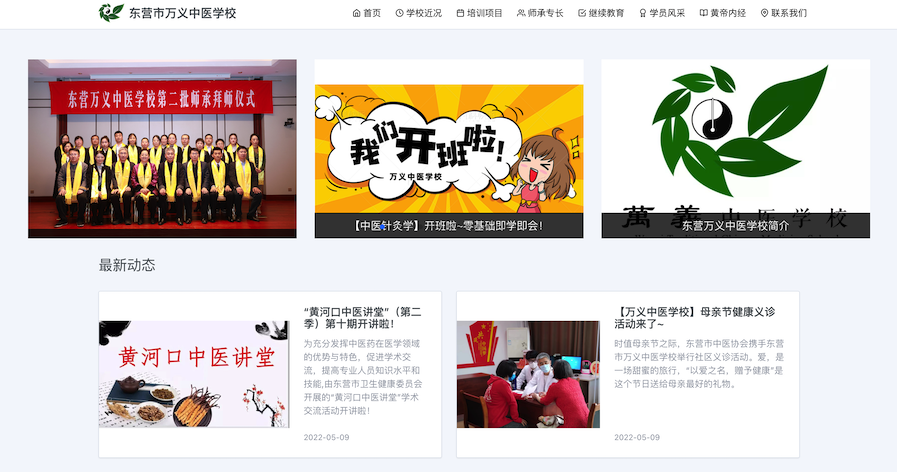 东营市万义中医学校
首页
学校近况
培训项目
师承专长
继续教育
学员风采
黄帝内经
联系我们
东营万义中医学校第二批师承拜师仪式
我们开班啦!
万义中医学校
【中医针灸学】开班啦~零基础即学即会!
萬義中医学校
东营万义中医学校简介
最新动态
黄河口中医讲堂
“黄河口中医讲堂”（第二
季）第十期开讲啦!
为充分发挥中医药在医学领域
的优势与特色，促进学术交
流，提高专业人员知识水平和
技能,由东营市卫生健康委员会
开展的“黄河口中医讲堂”学术
交流活动开讲啦!
2022-05-09
【万义中医学校】母亲节健康义诊
活动来了~
时值母亲节之际，东营市中医协会携手东营
市万义中医学校举行社区义诊活动。爱，是
一场甜蜜的旅行，“以爱之名，赠予健康”是
这个节日送给母亲最好的礼物。
2022-05-09